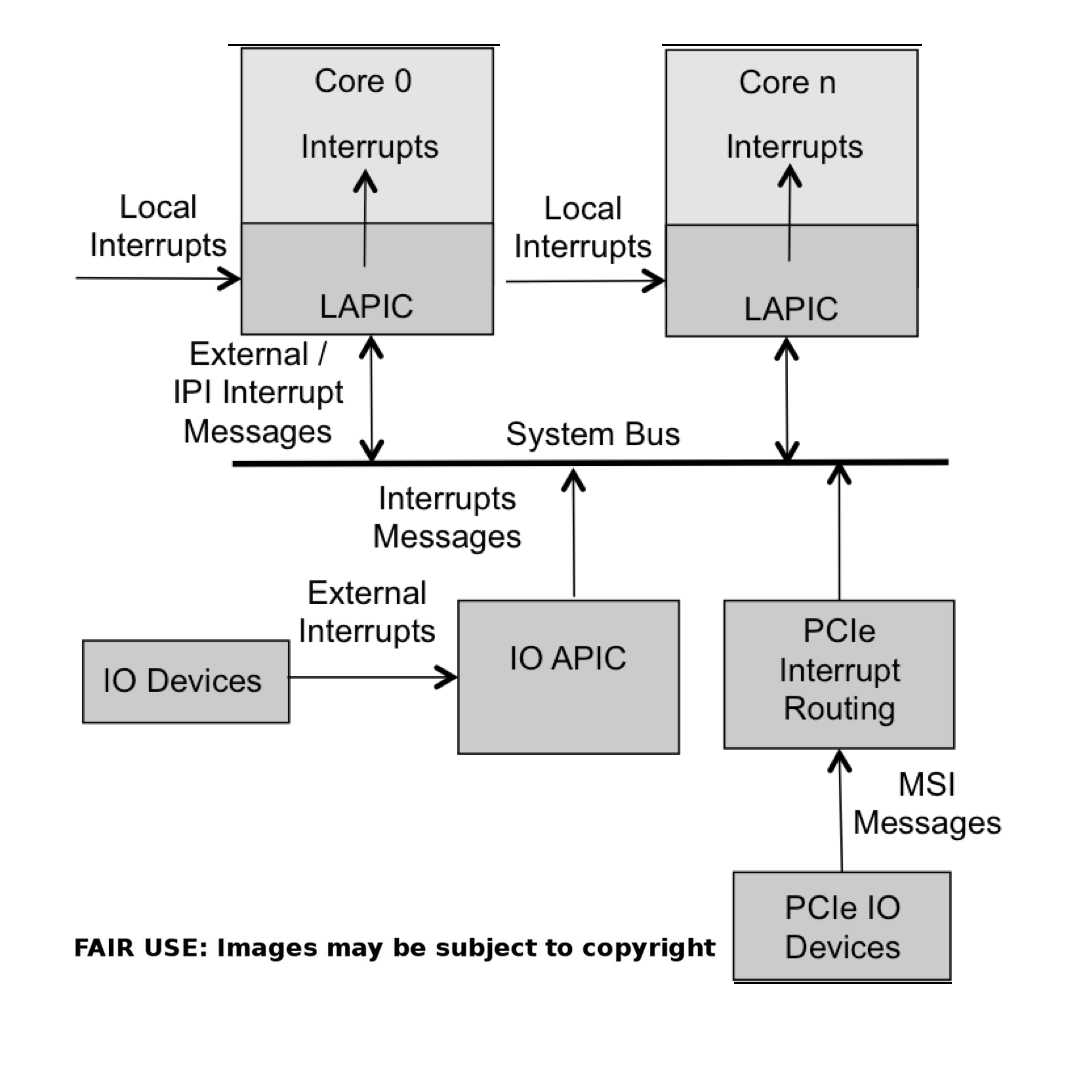 Core 0
Interrupts
Local
Interrupts
LAPIC
Core n
Interrupts
Local
Interrupts
LAPIC
External /
IPI Interrupt
Messages
System Bus
Interrupts
Messages
External
Interrupts
IO Devices
IO APIC
PCIe
Interrupt
Routing
MSI
Messages
PCIe IO
Devices
FAIR USE: Images may be subject to copyright